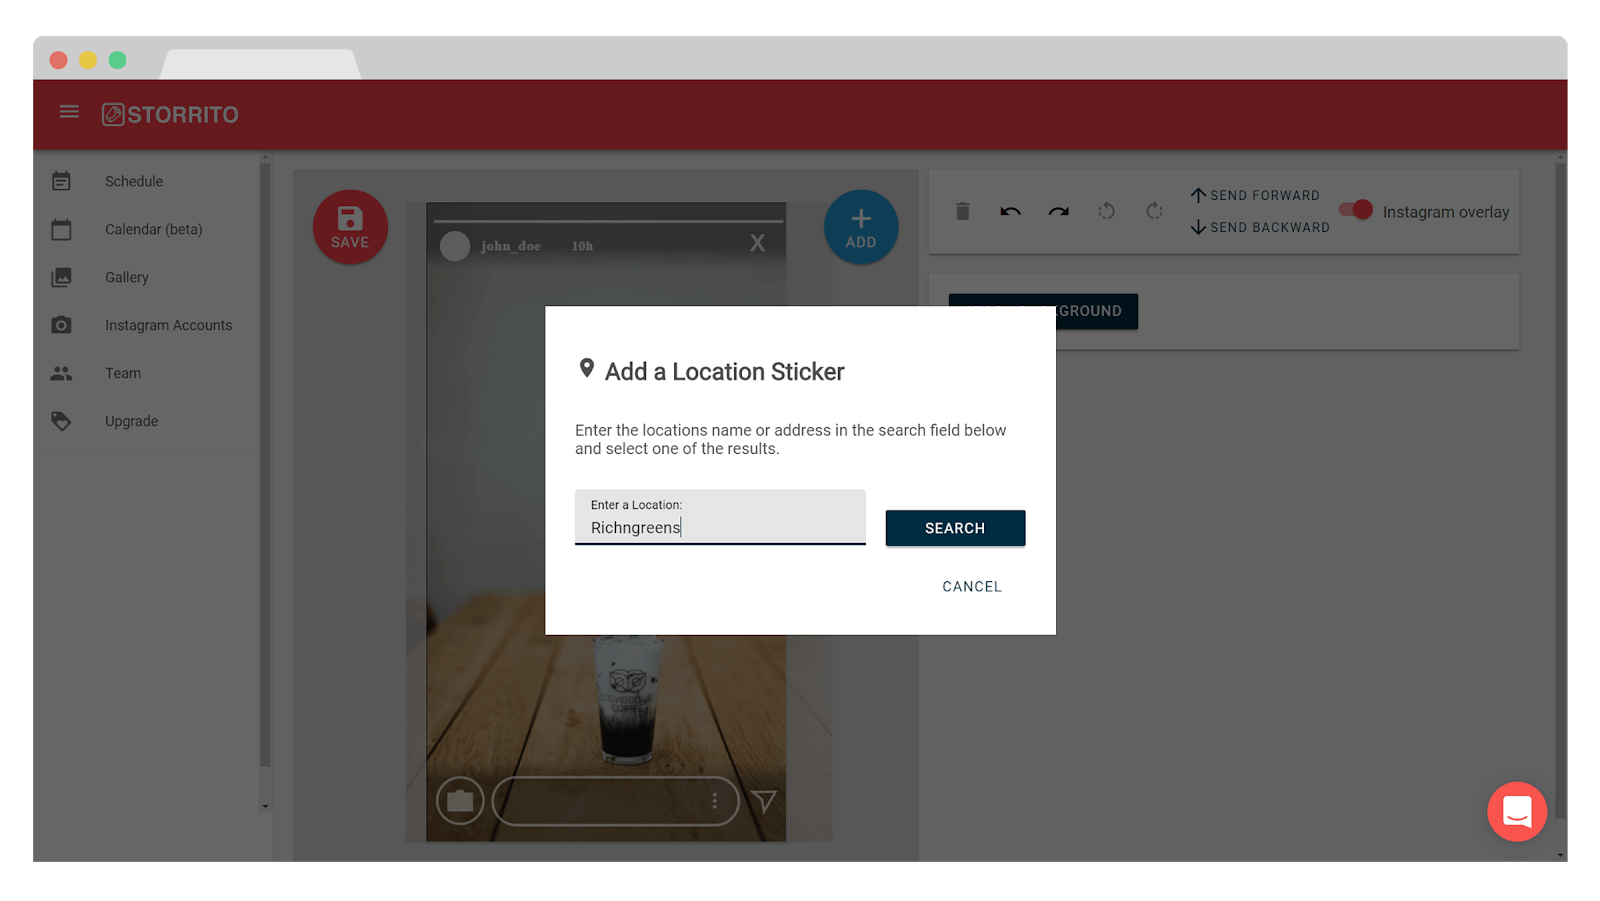 STORRITO
Schedule
Calendar (beta)
Gallery
Instagram Accounts
Team
Upgrade
SAVE
john_doe 10h X
ADD
SEND FORWARD
SEND BACKWARD
Instagram overlay
GROUND
Add a Location Sticker
Enter the locations name or address in the search field below
and select one of the results.
Enter a Location:
Richngreens
SEARCH
CANCEL
COFFEE